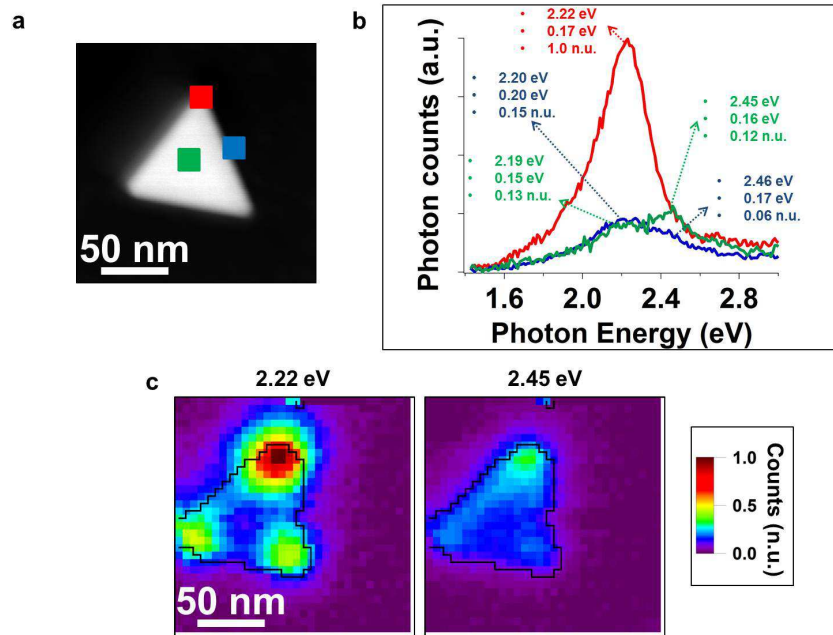 a
50 nm
b
Photon counts (a.u.)
• 2.22 eV
• 0.17 eV
• 1.0 n.u.
• 2.20 eV
• 0.20 eV
• 0.15 n.u.
• 2.45 eV
• 0.16 eV
• 0.12 n.u.
• 2.19 eV
• 0.15 eV
• 0.13 n.u.
• 2.46 eV
• 0.17 eV
• 0.06 n.u.
1.6 2.0 2.4 2.8
Photon Energy (eV)
c
2.22 eV
2.45 eV
50 nm
1.0
0.5
0.0
Counts (n.u.)